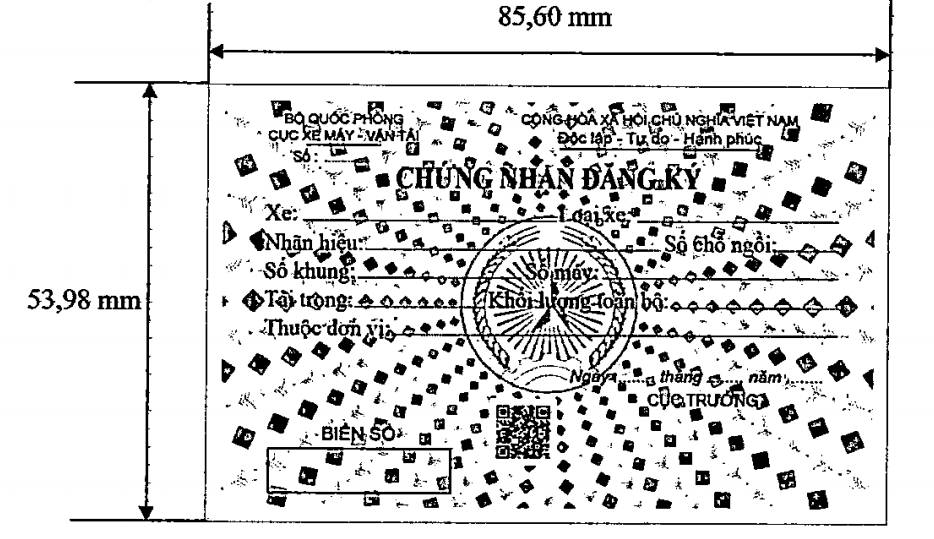 85,60 mm
53,98 mm
BỘ QUỐC PHÒNG
CỤC XE MÁY - VẬN TẢI
Số:
CỘNG HÒA XÃ HỘI CHỦ NGHĨA VIỆT NAM
Độc lập - Tự do - Hạnh phúc
CHỨNG NHẬN ĐĂNG KÝ
Xe: Loại xe:
Nhãn hiệu: Số chỗ ngồi:
Số khung: Số máy:
Tải trọng: Khối lượng toàn bộ:
Thuộc đơn vị:
Ngày ...... tháng ...... năm .......
CỤC TRƯỞNG
BIỂN SỐ